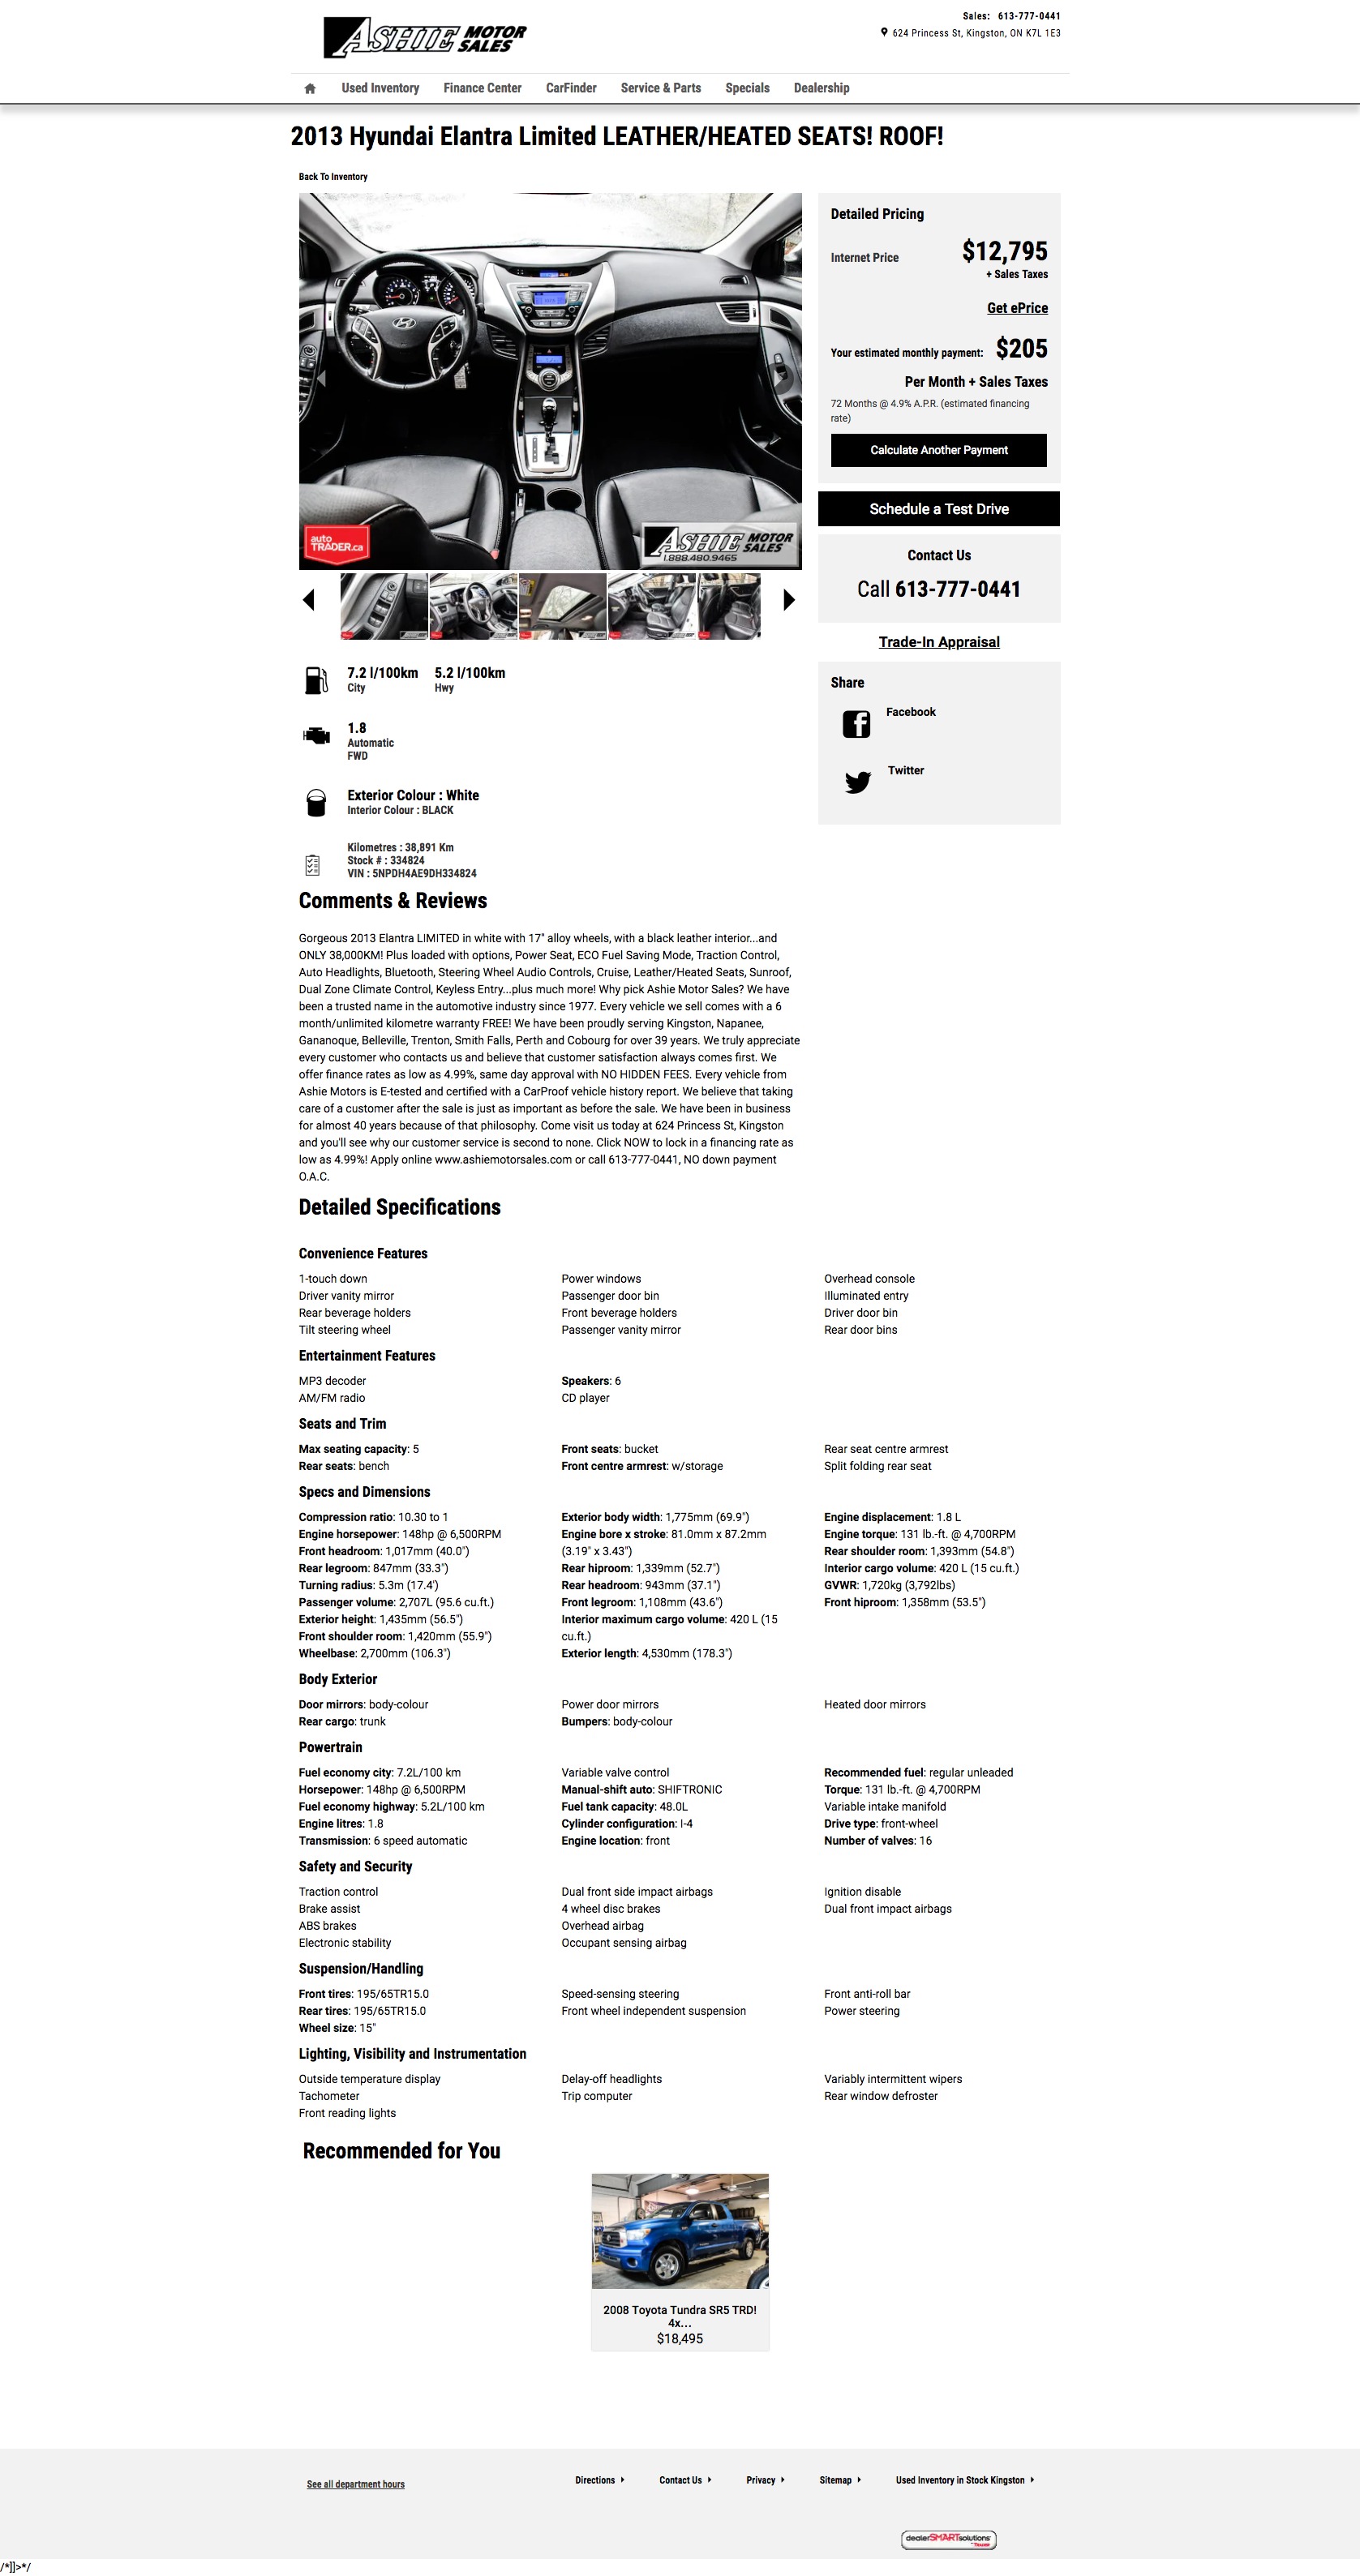 ASHIE MOTOR SALES
Sales: 613-777-0441
624 Princess St, Kingston, ON K7L 1E3
Used Inventory Finance Center CarFinder Service & Parts Specials Dealership
2013 Hyundai Elantra Limited LEATHER/HEATED SEATS! ROOF!
Back To Inventory
auto
TRADER.ca
ASHIE MOTOR SALES
1.888.480.9465
Detailed Pricing
Internet Price $12,795
+ Sales Taxes
Get ePrice
Your estimated monthly payment: $205
Per Month + Sales Taxes
72 Months @ 4.9% A.P.R. (estimated financing
rate)
Calculate Another Payment
Schedule a Test Drive
Contact Us
Call 613-777-0441
Trade-In Appraisal
Share
Facebook
Twitter
7.2 l/100km 5.2 l/100km
City Hwy
1.8
Automatic
FWD
Exterior Colour : White
Interior Colour : BLACK
Kilometres : 38,891 Km
Stock # : 334824
VIN : 5NPDH4AE9DH334824
Comments & Reviews
Gorgeous 2013 Elantra LIMITED in white with 17" alloy wheels, with a black leather interior...and
ONLY 38,000KM! Plus loaded with options, Power Seat, ECO Fuel Saving Mode, Traction Control,
Auto Headlights, Bluetooth, Steering Wheel Audio Controls, Cruise, Leather/Heated Seats, Sunroof,
Dual Zone Climate Control, Keyless Entry...plus much more! Why pick Ashie Motor Sales? We have
been a trusted name in the automotive industry since 1977. Every vehicle we sell comes with a 6
month/unlimited kilometre warranty FREE! We have been proudly serving Kingston, Napanee,
Gananoque, Belleville, Trenton, Smith Falls, Perth and Cobourg for over 39 years. We truly appreciate
every customer who contacts us and believe that customer satisfaction always comes first. We
offer finance rates as low as 4.99%, same day approval with NO HIDDEN FEES. Every vehicle from
Ashie Motors is E-tested and certified with a CarProof vehicle history report. We believe that taking
care of a customer after the sale is just as important as before the sale. We have been in business
for almost 40 years because of that philosophy. Come visit us today at 624 Princess St, Kingston
and you'll see why our customer service is second to none. Click NOW to lock in a financing rate as
low as 4.99%! Apply online www.ashiemotorsales.com or call 613-777-0441, NO down payment
O.A.C.
Detailed Specifications
Convenience Features
1-touch down Power windows Overhead console
Driver vanity mirror Passenger door bin Illuminated entry
Rear beverage holders Front beverage holders Driver door bin
Tilt steering wheel Passenger vanity mirror Rear door bins
Entertainment Features
MP3 decoder Speakers: 6
AM/FM radio CD player
Seats and Trim
Max seating capacity: 5 Front seats: bucket Rear seat centre armrest
Rear seats: bench Front centre armrest: w/storage Split folding rear seat
Specs and Dimensions
Compression ratio: 10.30 to 1 Exterior body width: 1,775mm (69.9") Engine displacement: 1.8 L
Engine horsepower: 148hp @ 6,500RPM Engine bore x stroke: 81.0mm x 87.2mm Engine torque: 131 lb.-ft. @ 4,700RPM
Front headroom: 1,017mm (40.0") (3.19" x 3.43") Rear shoulder room: 1,393mm (54.8")
Rear legroom: 847mm (33.3") Rear hiproom: 1,339mm (52.7") Interior cargo volume: 420 L (15 cu.ft.)
Turning radius: 5.3m (17.4') Rear headroom: 943mm (37.1") GVWR: 1,720kg (3,792lbs)
Passenger volume: 2,707L (95.6 cu.ft.) Front legroom: 1,108mm (43.6") Front hiproom: 1,358mm (53.5")
Exterior height: 1,435mm (56.5") Interior maximum cargo volume: 420 L (15
Front shoulder room: 1,420mm (55.9") cu.ft.)
Wheelbase: 2,700mm (106.3") Exterior length: 4,530mm (178.3")
Body Exterior
Door mirrors: body-colour Power door mirrors Heated door mirrors
Rear cargo: trunk Bumpers: body-colour
Powertrain
Fuel economy city: 7.2L/100 km Variable valve control Recommended fuel: regular unleaded
Horsepower: 148hp @ 6,500RPM Manual-shift auto: SHIFTRONIC Torque: 131 lb.-ft. @ 4,700RPM
Fuel economy highway: 5.2L/100 km Fuel tank capacity: 48.0L Variable intake manifold
Engine litres: 1.8 Cylinder configuration: I-4 Drive type: front-wheel
Transmission: 6 speed automatic Engine location: front Number of valves: 16
Safety and Security
Traction control Dual front side impact airbags Ignition disable
Brake assist 4 wheel disc brakes Dual front impact airbags
ABS brakes Overhead airbag
Electronic stability Occupant sensing airbag
Suspension/Handling
Front tires: 195/65TR15.0 Speed-sensing steering Front anti-roll bar
Rear tires: 195/65TR15.0 Front wheel independent suspension Power steering
Wheel size: 15"
Lighting, Visibility and Instrumentation
Outside temperature display Delay-off headlights Variably intermittent wipers
Tachometer Trip computer Rear window defroster
Front reading lights
Recommended for You
2008 Toyota Tundra SR5 TRD!
4x...
$18,495
See all department hours
Directions Contact Us Privacy Sitemap Used Inventory in Stock Kingston
dealerSMARTsolutions
/*]]>*/